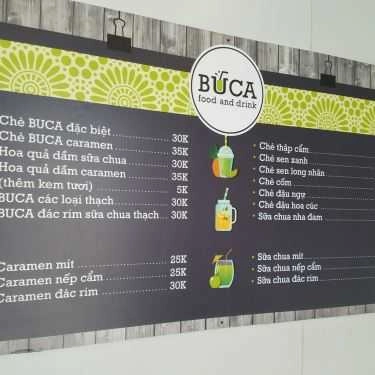 BUCA
food and drink
Chè BUCA đặc biệt 30K
Chè BUCA caramen 35K
Hoa quả dầm sữa chua 30K
Hoa quả dầm caramen 35K
(thêm kem tươi) 5K
BUCA các loại thạch 30K
BUCA đác rim sữa chua thạch 30K
Caramen mít 25K
Caramen nếp cẩm 25K
Caramen đác rim 30K
• Chè thập cẩm
• Chè sen xanh
• Chè sen long nhãn
• Chè cốm
• Chè đậu ngự
• Chè đậu hoa cúc
• Sữa chua nha đam
• Sữa chua mít
• Sữa chua nếp cẩm
• Sữa chua đác rim